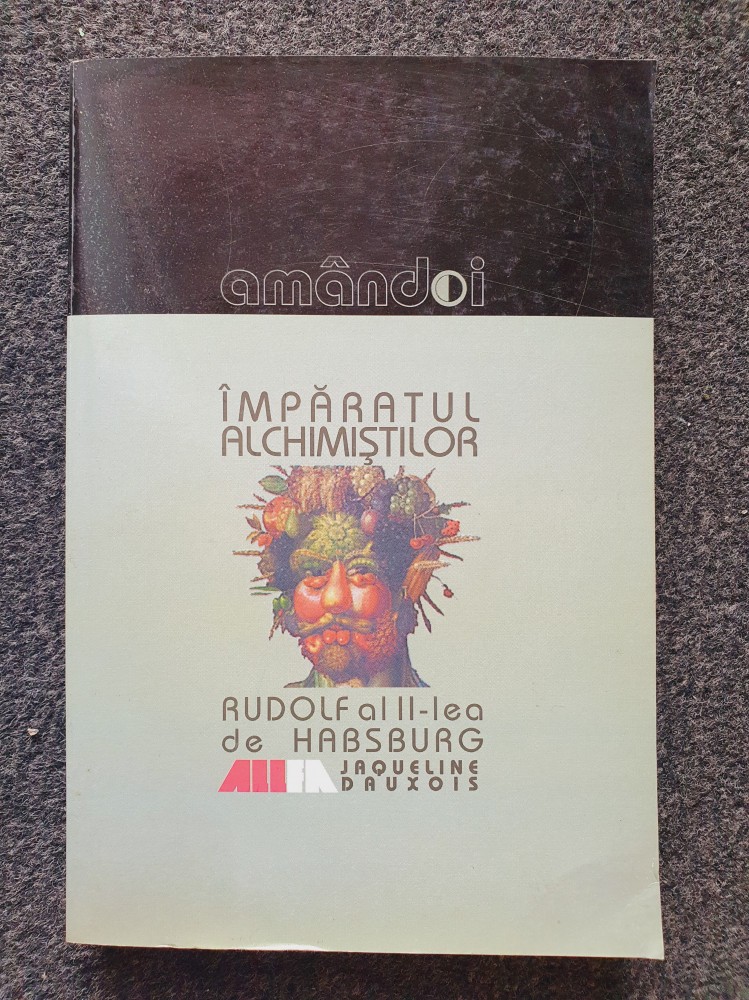 amândoi
ÎMPĂRATUL
ALCHIMIȘTILOR
RUDOLF al II-lea
de HABSBURG
ALLFA JAQUELINE
DAUXOIS